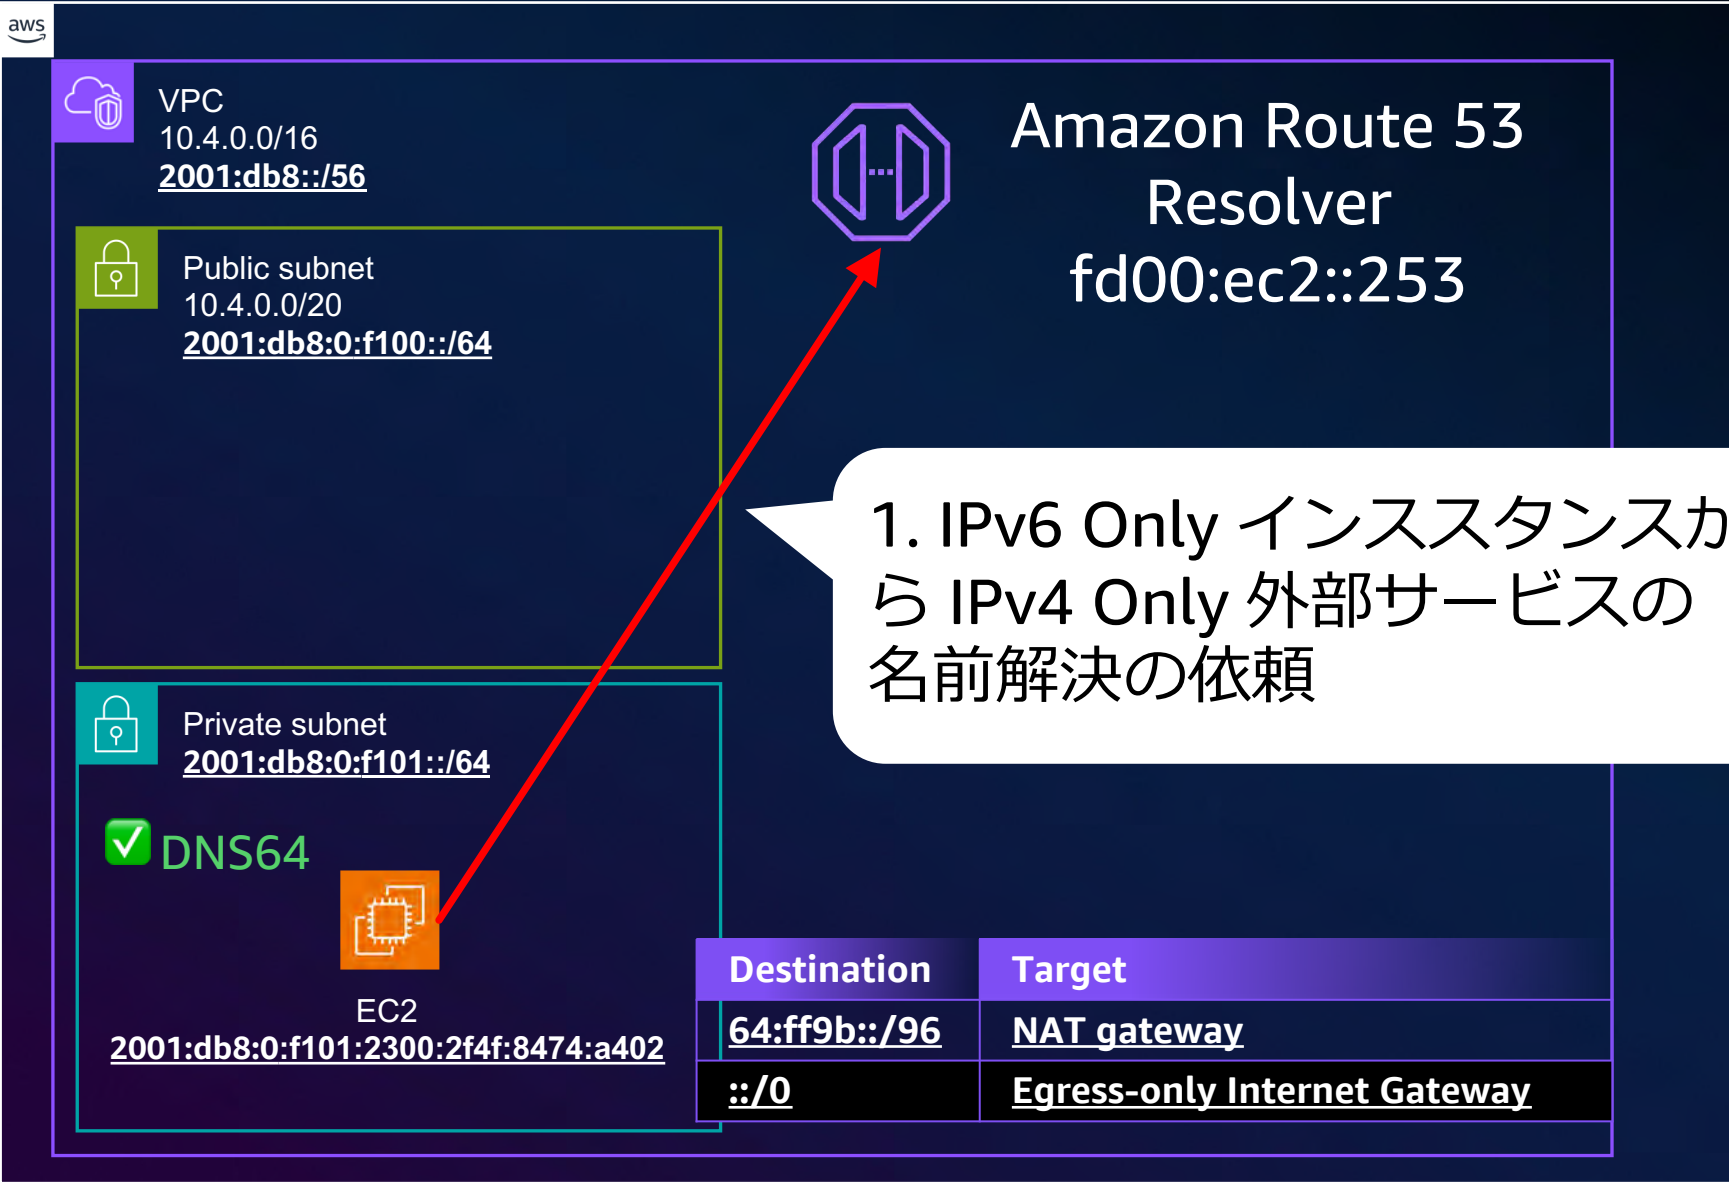 aws
VPC
10.4.0.0/16
2001:db8::/56
Amazon Route 53
Resolver
fd00:ec2::253
Public subnet
10.4.0.0/20
2001:db8:0:f100::/64
1. IPv6 Only インススタンスか
ら IPv4 Only 外部サービスの
名前解決の依頼
Private subnet
2001:db8:0:f101::/64
DNS64
EC2
2001:db8:0:f101:2300:2f4f:8474:a402
Destination Target
64:ff9b::/96 NAT gateway
::/0 Egress-only Internet Gateway